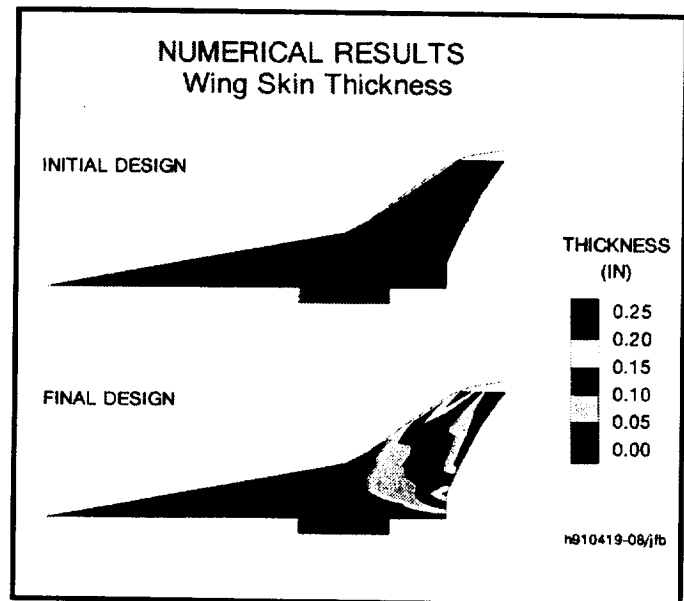 NUMERICAL RESULTS
Wing Skin Thickness
INITIAL DESIGN
THICKNESS
(IN)
0.25
0.20
0.15
0.10
0.05
0.00
FINAL DESIGN
h910419-08/jfb